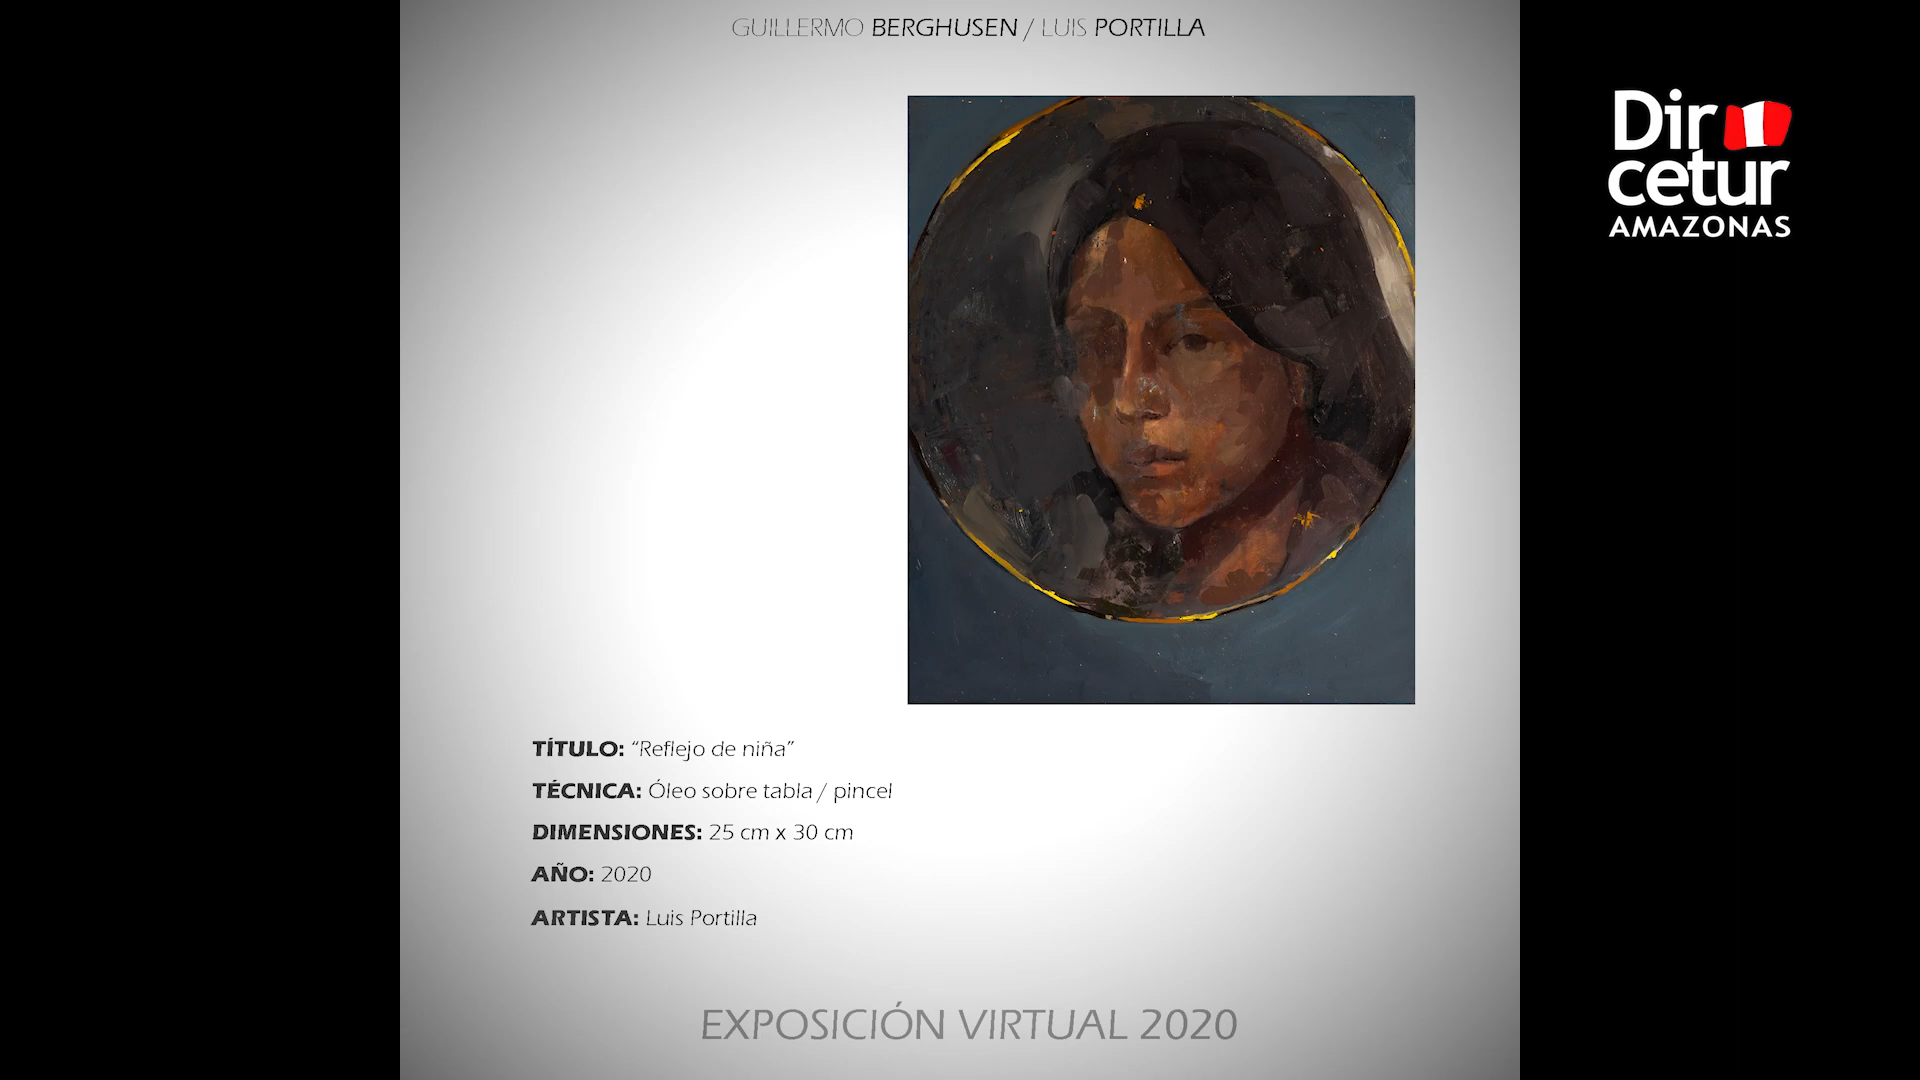 GUILLERMO BERGHUSEN / LUIS PORTILLA
Dir
cetur
AMAZONAS
TÍTULO: “Reflejo de niña”
TÉCNICA: Óleo sobre tabla / pincel
DIMENSIONES: 25 cm x 30 cm
AÑO: 2020
ARTISTA: Luis Portilla
EXPOSICIÓN VIRTUAL 2020